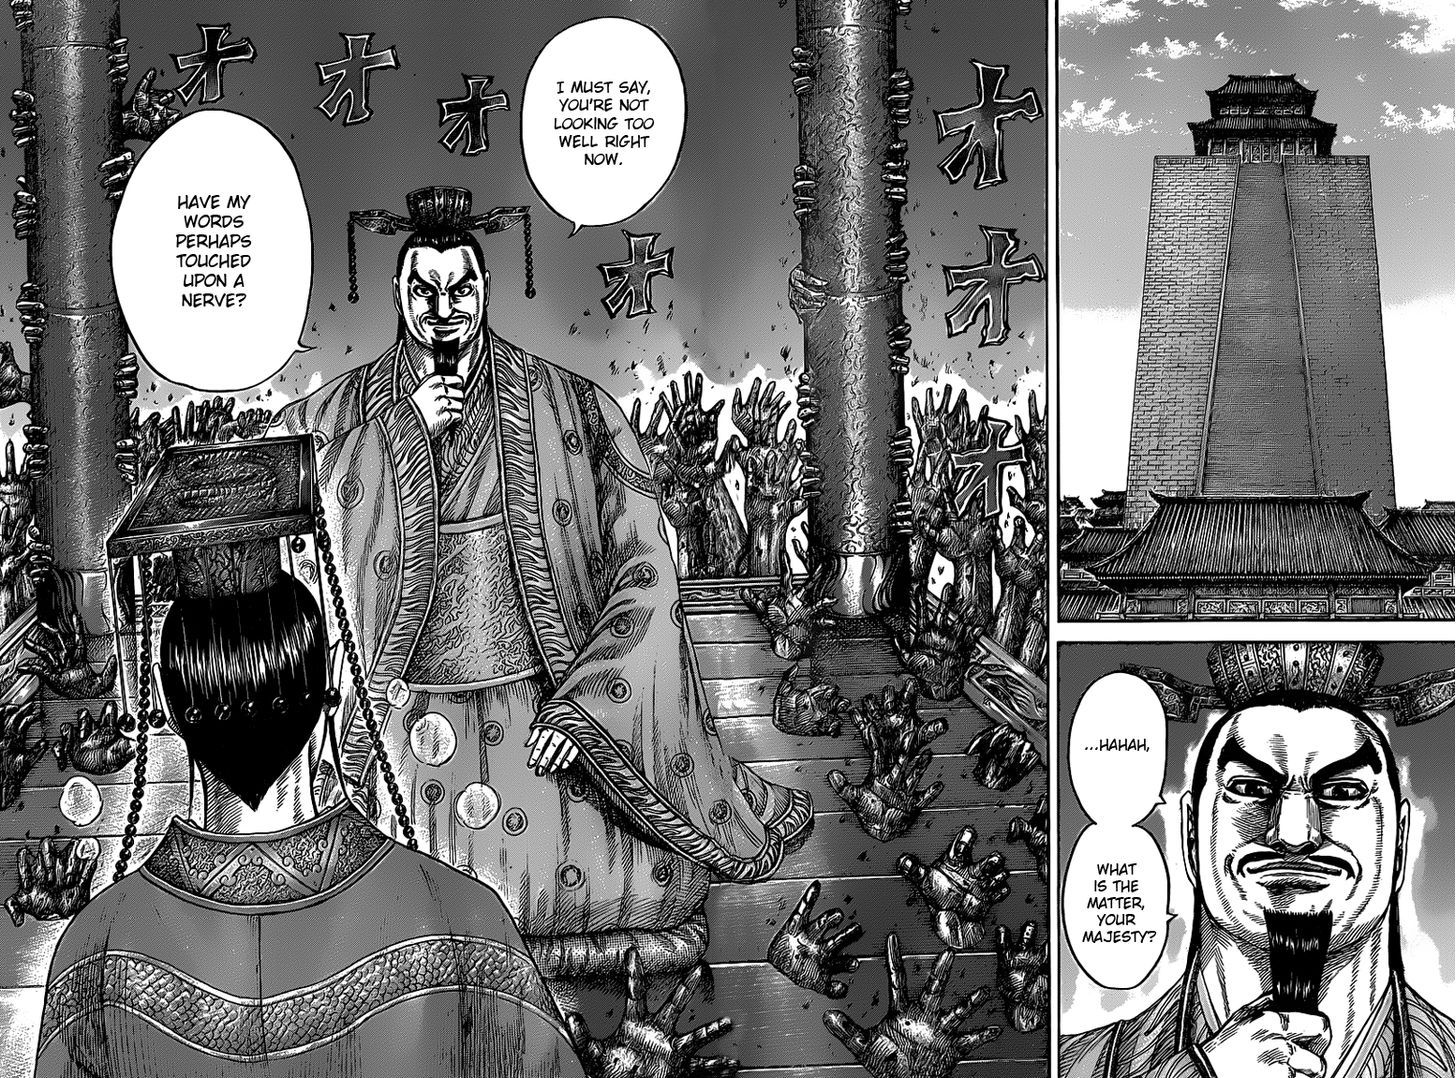 ...HAHAH,
WHAT
IS THE
MATTER,
YOUR
MAJESTY?
I MUST SAY,
YOU'RE NOT
LOOKING TOO
WELL RIGHT
NOW.
HAVE MY
WORDS
PERHAPS
TOUCHED
UPON A
NERVE?
オ
オ
オ
オ
オ
オ
オ